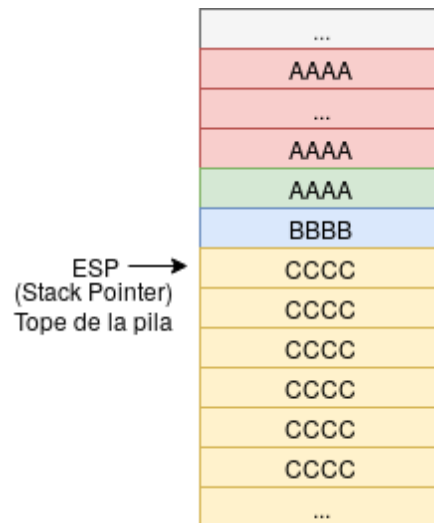 ...
AAAA
...
AAAA
AAAA
BBBB
ESP
(Stack Pointer)
Tope de la pila
CCCC
CCCC
CCCC
CCCC
CCCC
CCCC
...